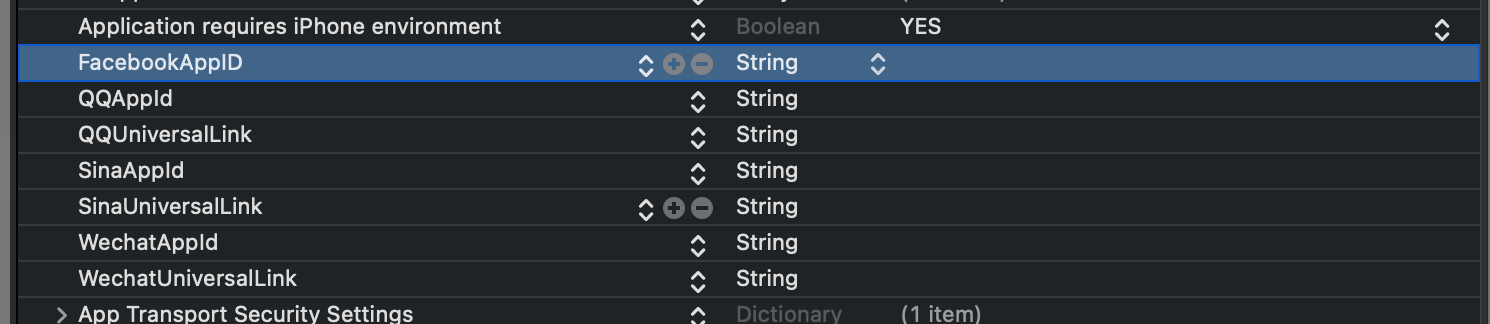 Application requires iPhone environment Boolean YES
FacebookAppID String
QQAppId String
QQUniversalLink String
SinaAppId String
SinaUniversalLink String
WechatAppId String
WechatUniversalLink String
App Transport Security Settings Dictionary (1 item)